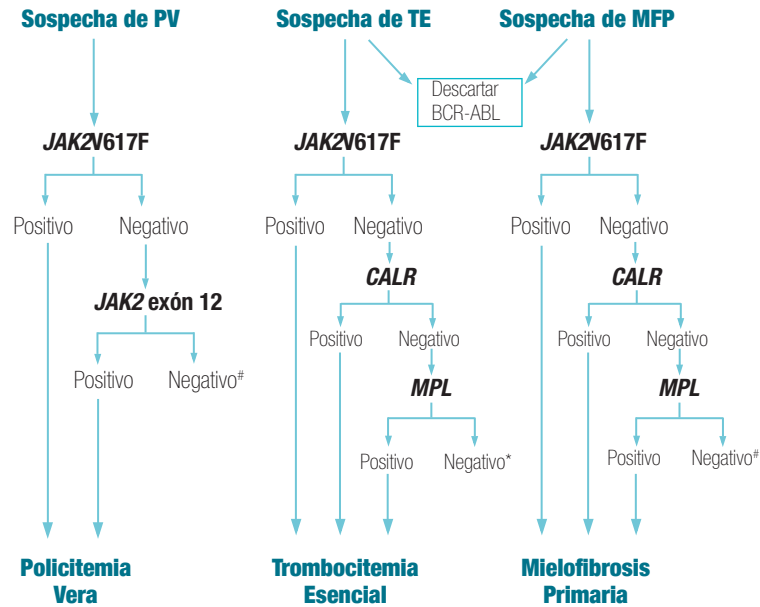 Sospecha de PV
Sospecha de TE
Sospecha de MFP
Descartar
BCR-ABL
JAK2V617F
JAK2V617F
JAK2V617F
Positivo
Negativo
Positivo
Negativo
Positivo
Negativo
JAK2 exón 12
CALR
CALR
Positivo
Negativo
Positivo
Negativo
Positivo
Negativo#
MPL
MPL
Positivo
Negativo*
Positivo
Negativo#
Policitemia
Vera
Trombocitemia
Esencial
Mielofibrosis
Primaria